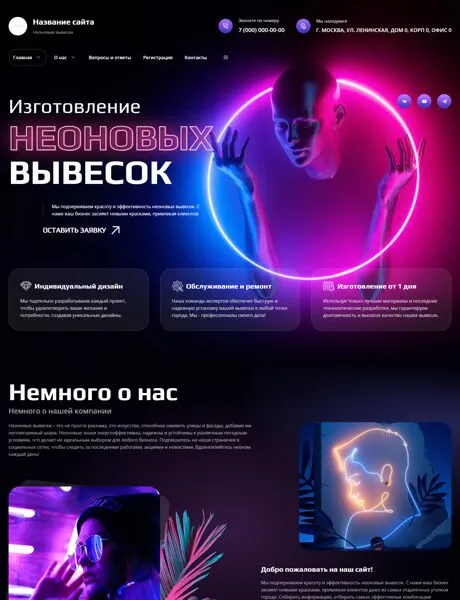 Название сайта
Неоновые вывески
Звоните по номеру
7 (000) 000-00-00
Мы находимся
Г. МОСКВА, УЛ. ЛЕНИНСКАЯ, ДОМ 0, КОРП 0, ОФИС 0
Главная
О нас
Вопросы и ответы
Регистрация
Контакты
Изготовление
НЕОНОВЫХ
ВЫВЕСОК
Мы подчеркиваем красоту и эффективность неоновых вывесок. С
нами ваш бизнес засияет новыми красками, привлекая клиентов
ОСТАВИТЬ ЗАЯВКУ
Индивидуальный дизайн
Мы тщательно разрабатываем каждый проект,
чтобы удовлетворить ваши желания и
потребности, создавая уникальные дизайны.
Обслуживание и ремонт
Наша команда экспертов обеспечит быструю и
надежную установку вашей вывески в любой точке
города. Мы - профессионалы своего дела!
Изготовление от 1 дня
Используя только лучшие материалы и последние
технологические разработки, мы гарантируем
долговечность и высокое качество наших вывесок.
Немного о нас
Немного о нашей компании
Неоновые вывески – это не просто реклама, это искусство, способное оживить улицы и фасады, добавив им
неповторимый шарм. Неоновые знаки энергоэффективны, надежны и устойчивы к различным погодным
условиям, что делает их идеальным выбором для любого бизнеса. Подпишитесь на наши странички в
социальных сетях, чтобы следить за последними работами, акциями и новостями. Вдохновляйтесь неоном
каждый день!
Добро пожаловать на наш сайт!
Мы подчеркиваем красоту и эффективность неоновых вывесок. С нами ваш бизнес
засияет новыми красками, привлекая клиентов даже из самых отдаленных уголков
города. Собирать информацию, отбирать самые эффективные комбинации